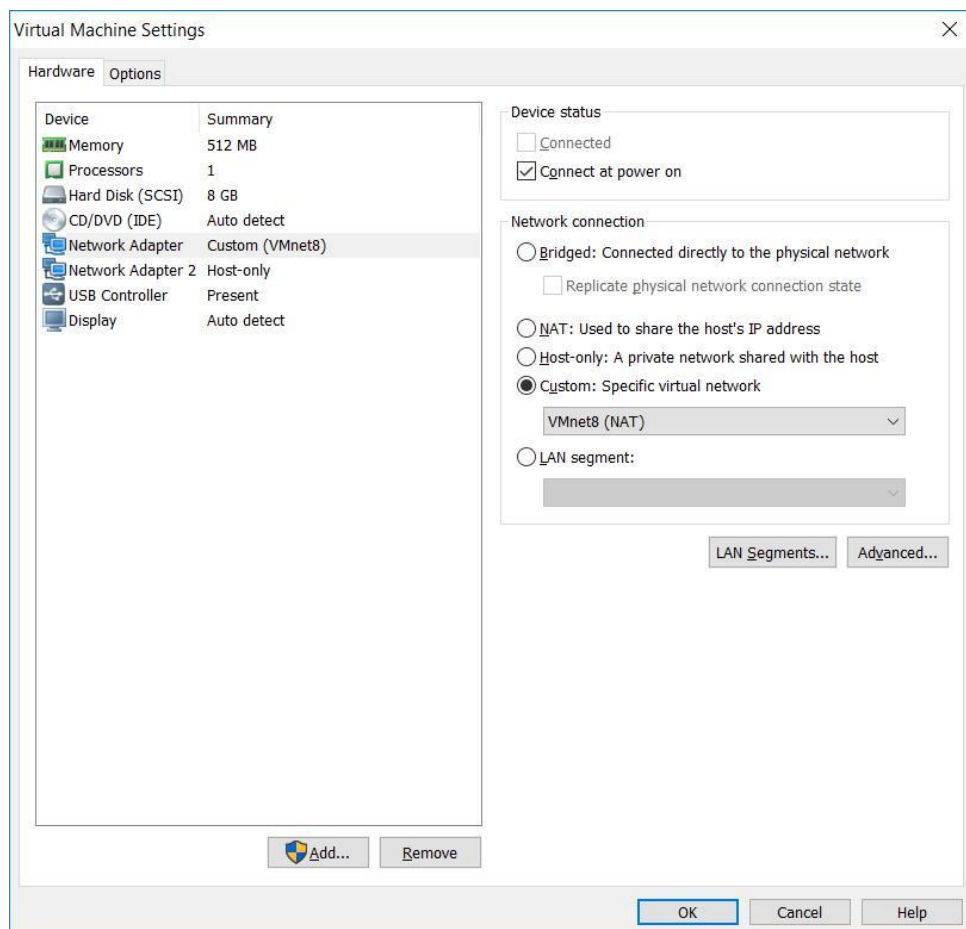 Virtual Machine Settings
Hardware Options
Device Summary
Memory 512 MB
Processors 1
Hard Disk (SCSI) 8 GB
CD/DVD (IDE) Auto detect
Network Adapter Custom (VMnet8)
Network Adapter 2 Host-only
USB Controller Present
Display Auto detect
Add... Remove
Device status
Connected
Connect at power on
Network connection
Bridged: Connected directly to the physical network
Replicate physical network connection state
NAT: Used to share the host's IP address
Host-only: A private network shared with the host
Custom: Specific virtual network
VMnet8 (NAT)
LAN segment:
LAN Segments... Advanced...
OK Cancel Help